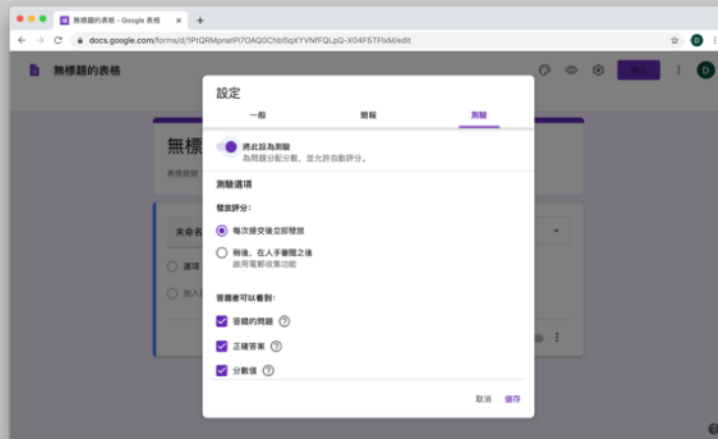 無標題的表格 - Google 表格
docs.google.com/forms/d/1PtQRMpnatPI7OAQ0ChbI5qXYVNfFQLpQ-X04F5TFIxM/edit
D
無標題的表格
D
設定
一般
簡報
測驗
將此設為測驗
為問題分配分數，並允許自動評分。
測驗選項
發放評分：
每次提交後立即發放
稍後，在人手審閱之後
啟用電郵收集功能
答題者可以看到：
答錯的問題
正確答案
分數值
取消
儲存
無標
表格說明
未命名
選項
加入